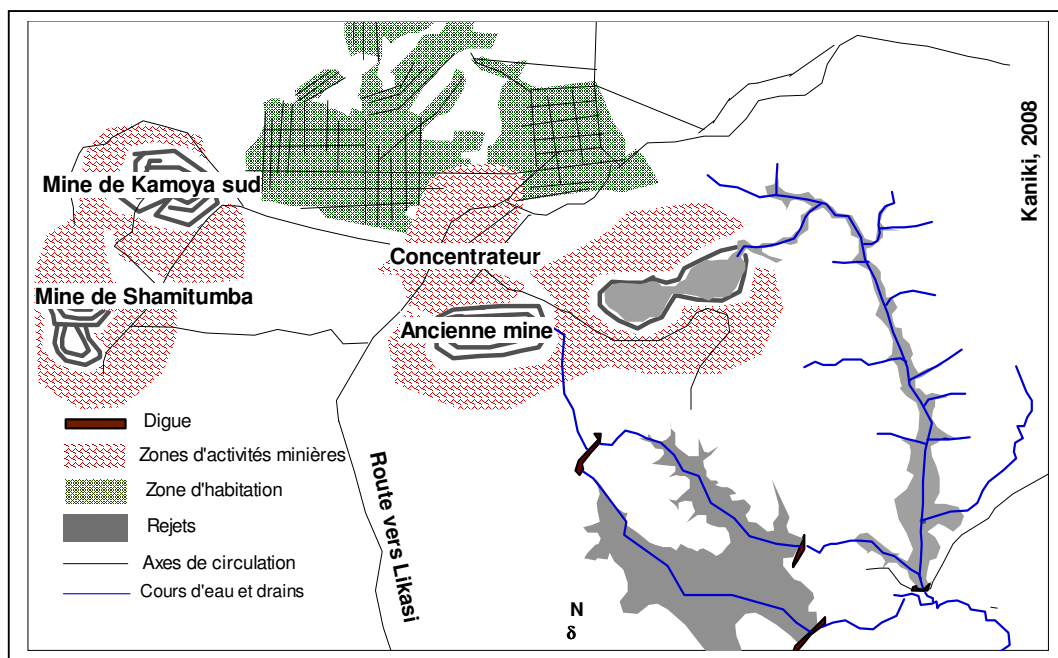 Mine de Kamoya sud
Concentrateur
Mine de Shamitumba
Ancienne mine
Kaniki, 2008
Route vers Likasi
Digue
Zones d'activités minières
Zone d'habitation
Rejets
Axes de circulation
Cours d'eau et drains
N
δ